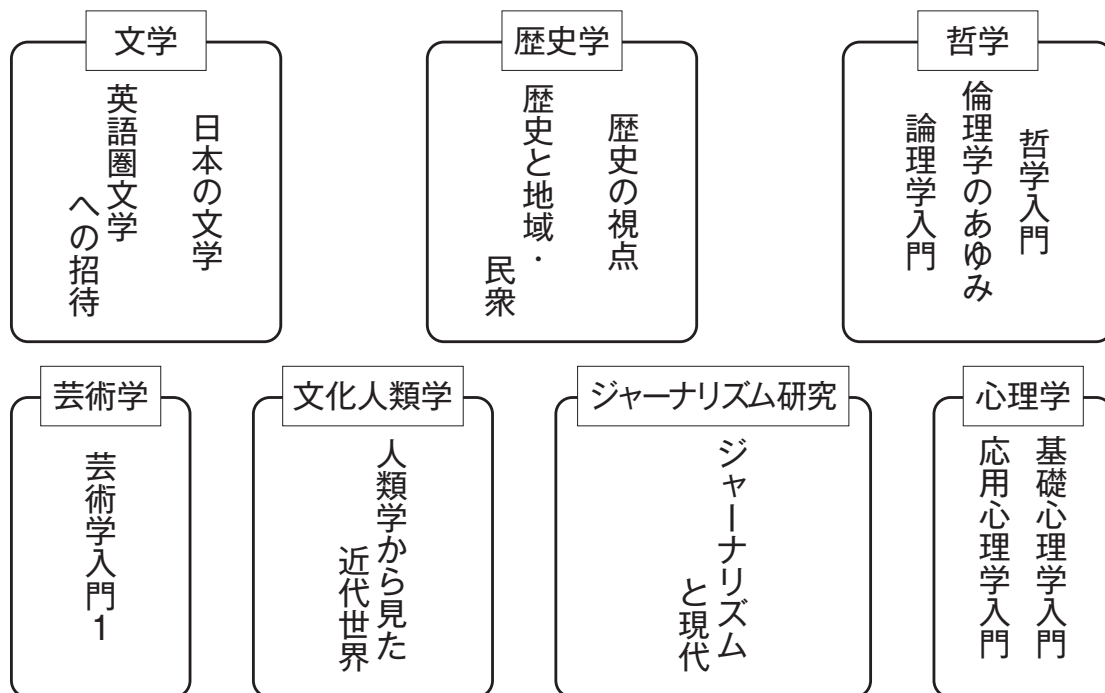 文学
日本の文学
英語圏文学
への招待
歴史学
歴史の視点
歴史と地域・
民衆
哲学
哲学入門
倫理学のあゆみ
論理学入門
芸術学
芸術学入門1
文化人類学
人類学から見た
近代世界
ジャーナリズム研究
ジャーナリズム
と現代
心理学
基礎心理学入門
応用心理学入門